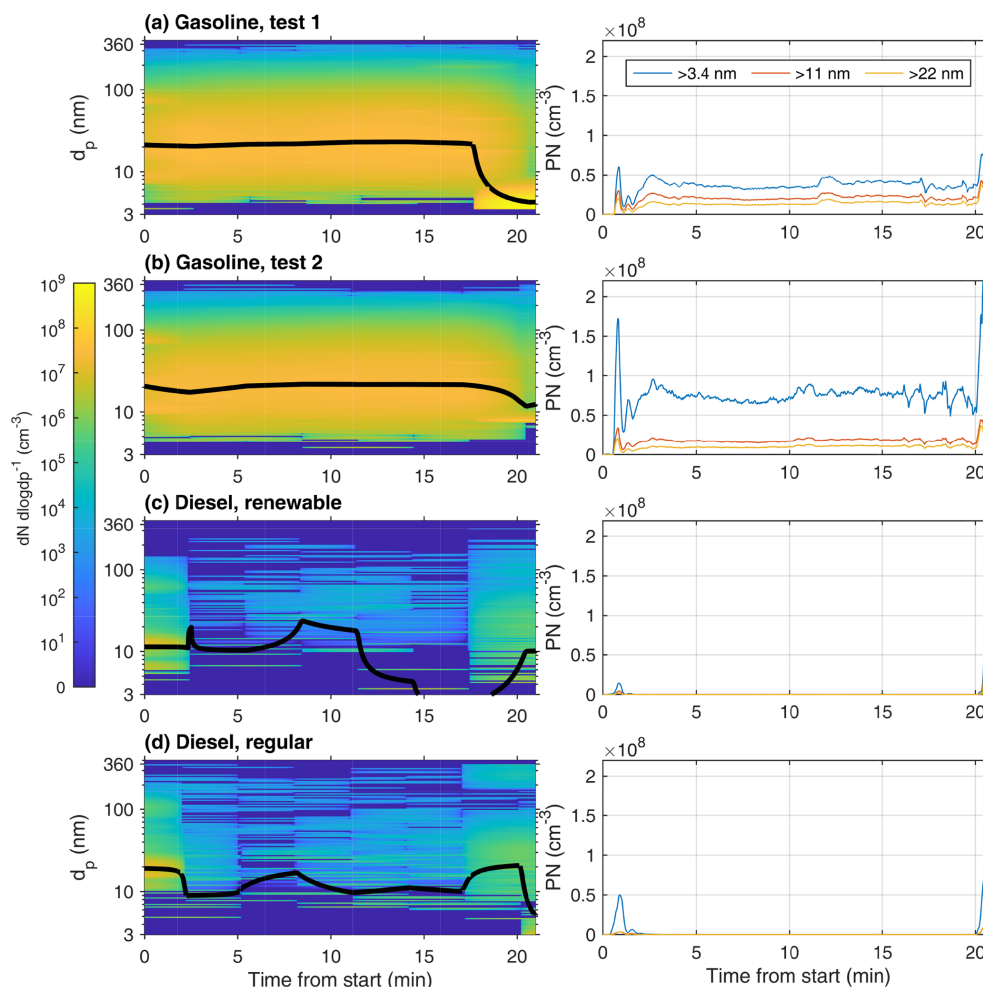 (a) Gasoline, test 1
360
100
10
3
d_p (nm)
0 5 10 15 20
×10^8
2
1.5
1
0.5
0
PN (cm^-3)
>3.4 nm >11 nm >22 nm
0 5 10 15 20
(b) Gasoline, test 2
360
100
10
3
0 5 10 15 20
×10^8
2
1.5
1
0.5
0
PN (cm^-3)
0 5 10 15 20
10^9
10^8
10^7
10^6
10^5
10^4
10^3
10^2
10^1
0
dN dlogdp^-1 (cm^-3)
(c) Diesel, renewable
360
100
10
3
0 5 10 15 20
×10^8
2
1.5
1
0.5
0
PN (cm^-3)
0 5 10 15 20
(d) Diesel, regular
360
100
10
3
d_p (nm)
0 5 10 15 20
Time from start (min)
×10^8
2
1.5
1
0.5
0
PN (cm^-3)
0 5 10 15 20
Time from start (min)